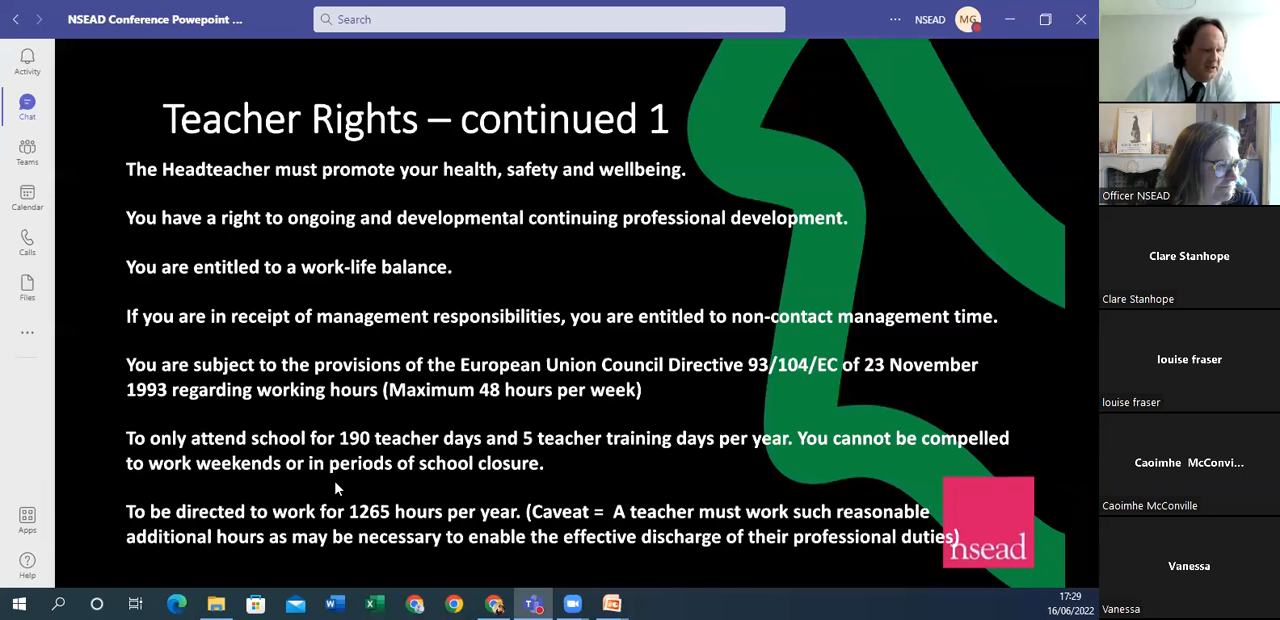 NSEAD Conference Powepoint ...
Search
...
NSEAD
MG
Activity
Chat
Teams
Calendar
Calls
Files
...
Apps
Help
Teacher Rights – continued 1
The Headteacher must promote your health, safety and wellbeing.
You have a right to ongoing and developmental continuing professional development.
You are entitled to a work-life balance.
If you are in receipt of management responsibilities, you are entitled to non-contact management time.
You are subject to the provisions of the European Union Council Directive 93/104/EC of 23 November
1993 regarding working hours (Maximum 48 hours per week)
To only attend school for 190 teacher days and 5 teacher training days per year. You cannot be compelled
to work weekends or in periods of school closure.
To be directed to work for 1265 hours per year. (Caveat = A teacher must work such reasonable
additional hours as may be necessary to enable the effective discharge of their professional duties)
nsead
Officer NSEAD
Clare Stanhope
Clare Stanhope
louise fraser
louise fraser
Caoimhe McConvi...
Caoimhe McConville
Vanessa
Vanessa
17:29
16/06/2022